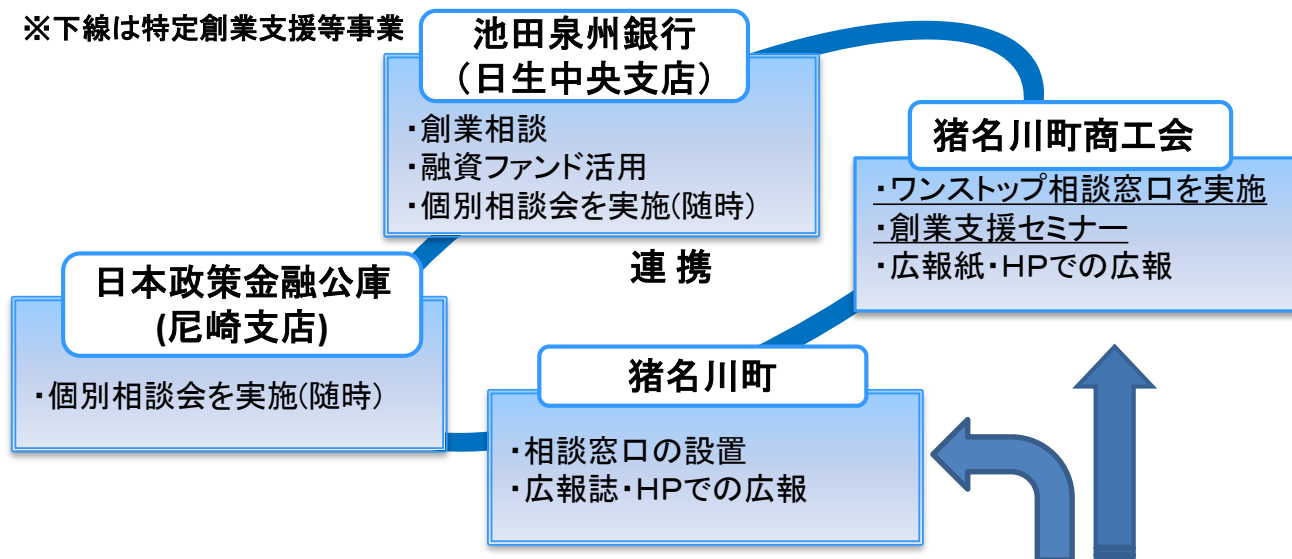 ※下線は特定創業支援等事業
池田泉州銀行
（日生中央支店）
・創業相談
・融資ファンド活用
・個別相談会を実施(随時）
猪名川町商工会
・ワンストップ相談窓口を実施
・創業支援セミナー
・広報紙・ＨＰでの広報
連 携
日本政策金融公庫
(尼崎支店)
・個別相談会を実施(随時）
猪名川町
・相談窓口の設置
・広報誌・ＨＰでの広報